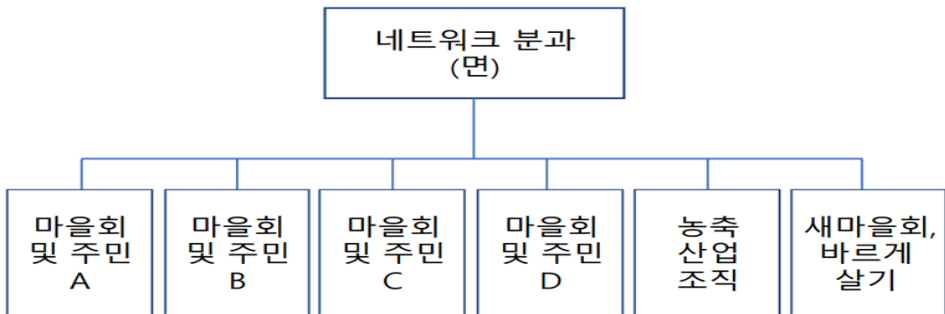 네트워크 분과
(면)
마을회
및 주민
A
마을회
및 주민
B
마을회
및 주민
C
마을회
및 주민
D
농축
산업
조직
새마을회,
바르게
살기